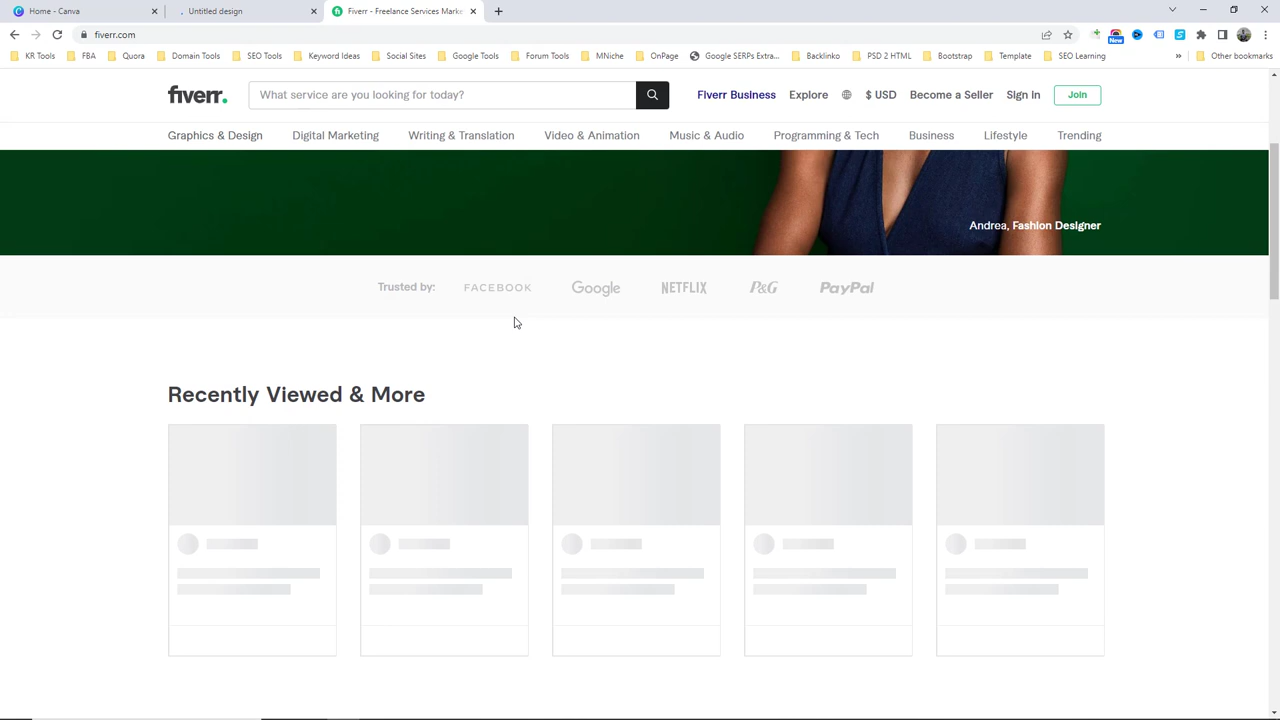 Home - Canva
Untitled design
Fiverr - Freelance Services Marke
fiverr.com
New
KR Tools
FBA
Quora
Domain Tools
SEO Tools
Keyword Ideas
Social Sites
Google Tools
Forum Tools
MNiche
OnPage
Google SERPs Extra...
Backlinko
PSD 2 HTML
Bootstrap
Template
SEO Learning
»
Other bookmarks
fiverr.
What service are you looking for today?
Fiverr Business
Explore
$ USD
Become a Seller
Sign In
Join
Graphics & Design
Digital Marketing
Writing & Translation
Video & Animation
Music & Audio
Programming & Tech
Business
Lifestyle
Trending
Andrea, Fashion Designer
Trusted by:
FACEBOOK
Google
NETFLIX
P&G
PayPal
Recently Viewed & More